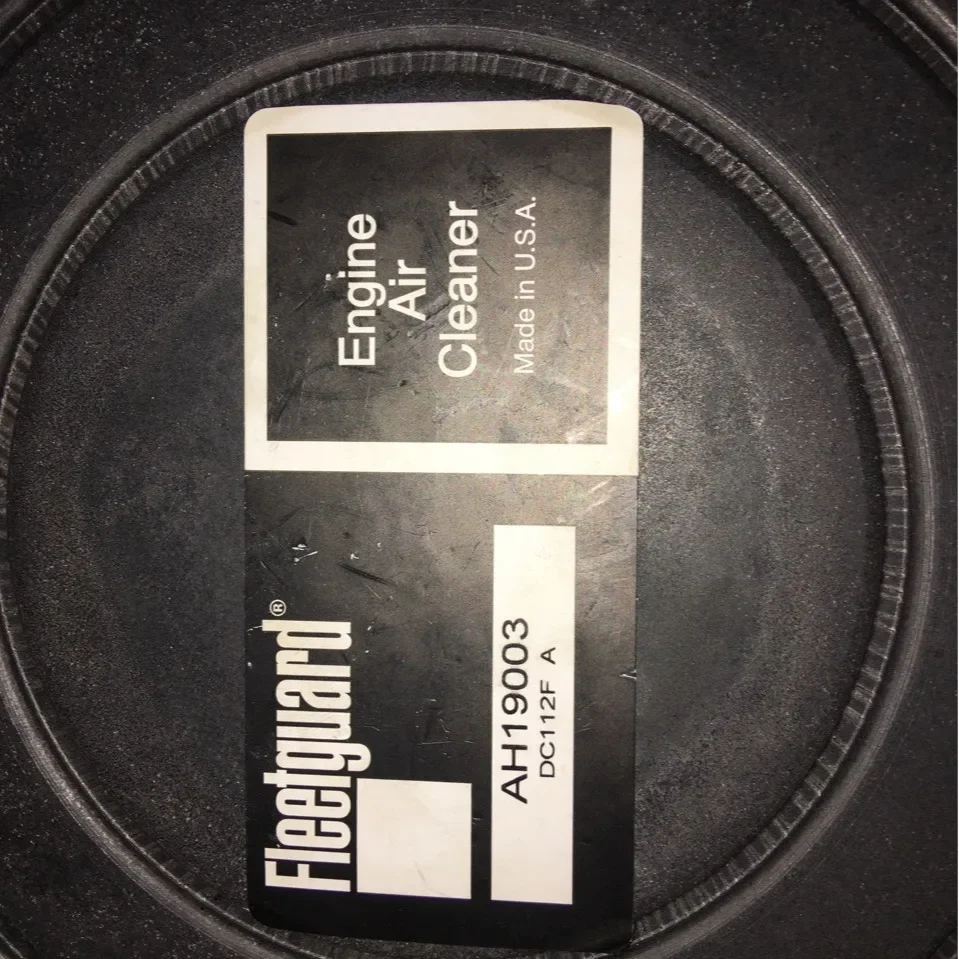 Fleetguard®
AH19003
DC112F A
Engine
Air
Cleaner
Made in U.S.A.